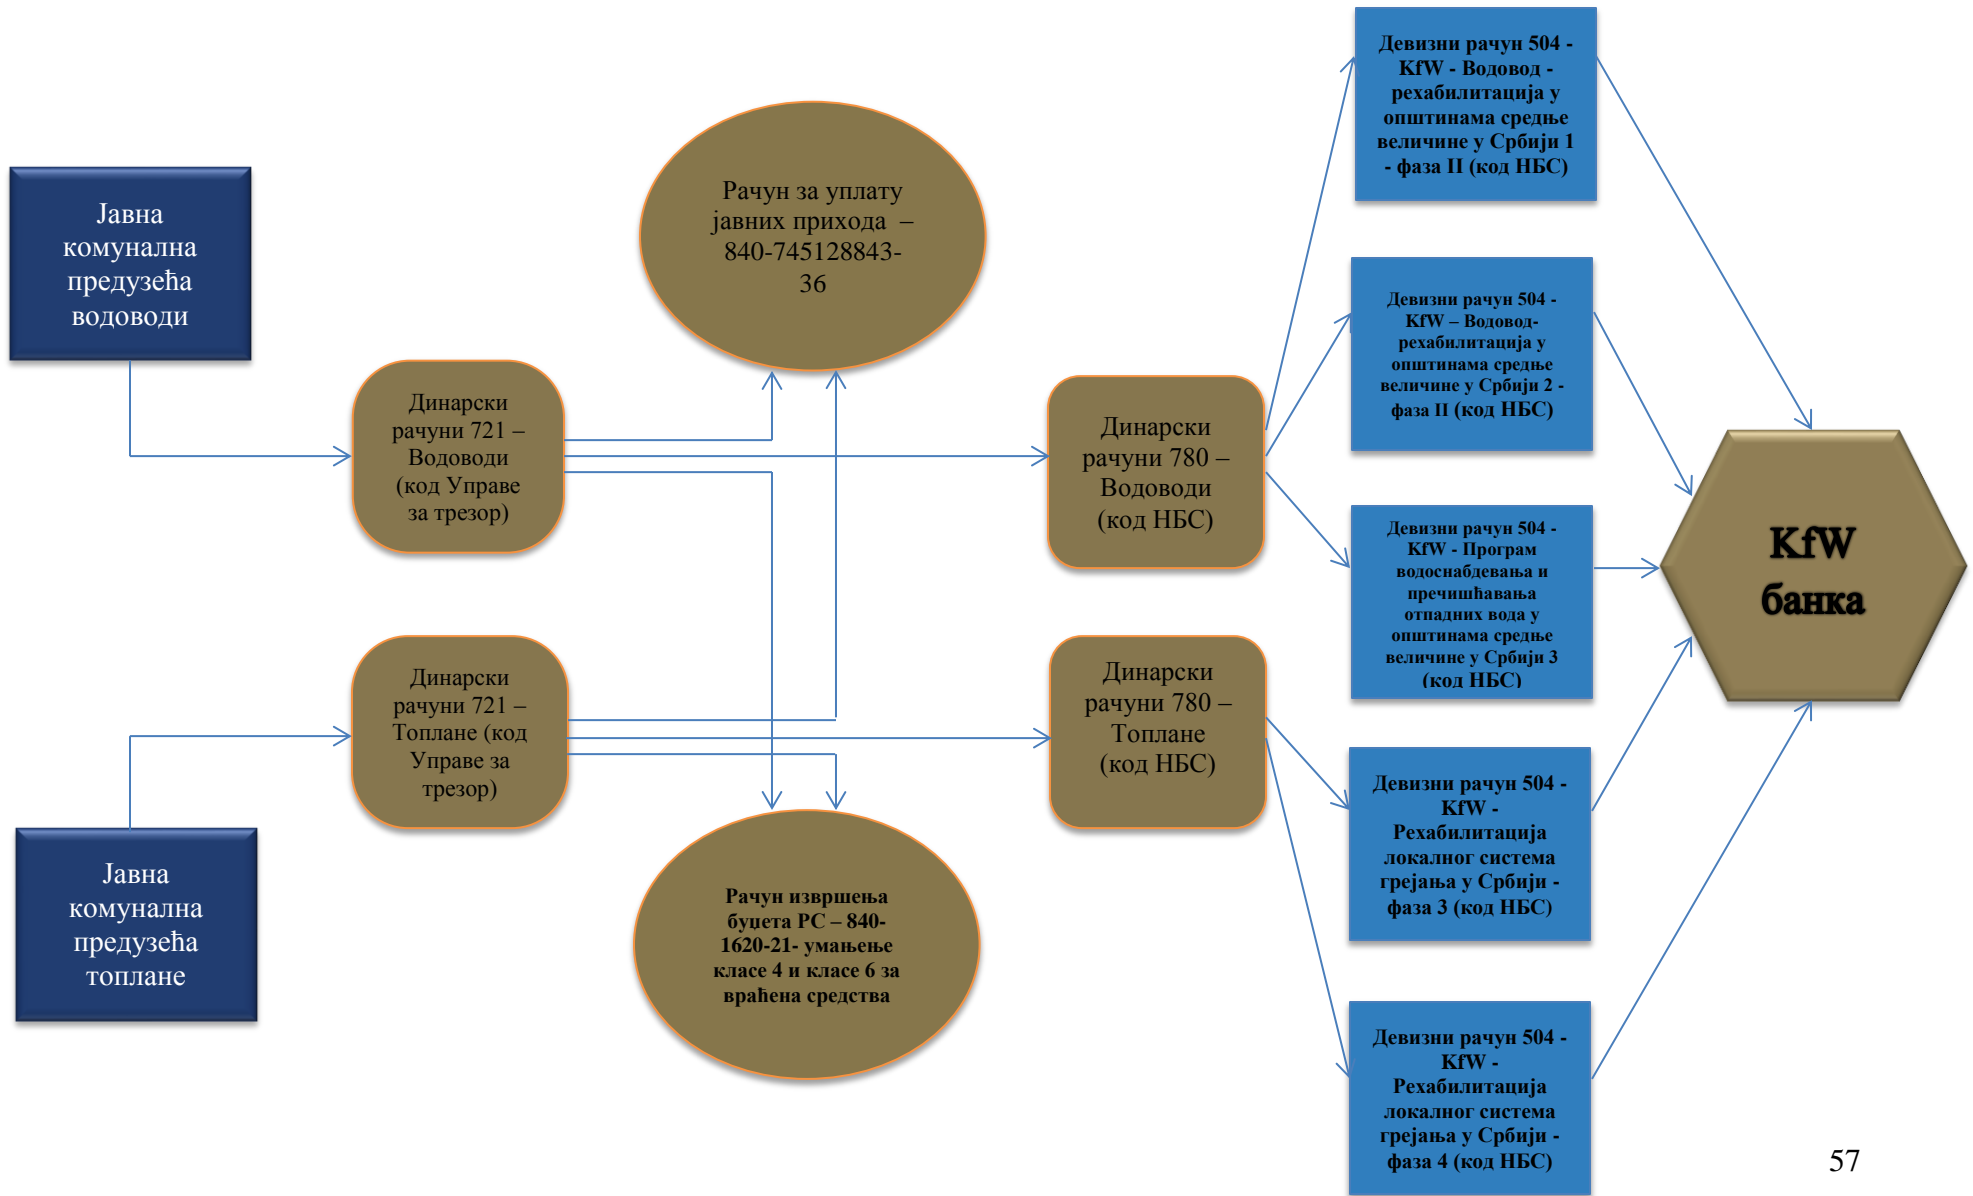 Јавна
комунална
предузећа
водоводи
Динарски
рачуни 721 –
Водоводи
(код Управе
за трезор)
Рачун за уплату
јавних прихода –
840-745128843-
36
Динарски
рачуни 780 –
Водоводи
(код НБС)
Девизни рачун 504 -
KfW - Водовод -
рехабилитација у
општинама средње
величине у Србији 1
- фаза II (код НБС)
Девизни рачун 504 -
KfW – Водовод-
рехабилитација у
општинама средње
величине у Србији 2 -
фаза II (код НБС)
Девизни рачун 504 -
KfW - Програм
водоснабдевања и
пречишћавања
отпадних вода у
општинама средње
величине у Србији 3
(код НБС)
KfW
банка
Јавна
комунална
предузећа
топлане
Динарски
рачуни 721 –
Топлане (код
Управе за
трезор)
Рачун извршења
буџета РС – 840-
1620-21- умањење
класе 4 и класе 6 за
враћена средства
Динарски
рачуни 780 –
Топлане
(код НБС)
Девизни рачун 504 -
KfW -
Рехабилитација
локалног система
грејања у Србији -
фаза 3 (код НБС)
Девизни рачун 504 -
KfW -
Рехабилитација
локалног система
грејања у Србији -
фаза 4 (код НБС)
57